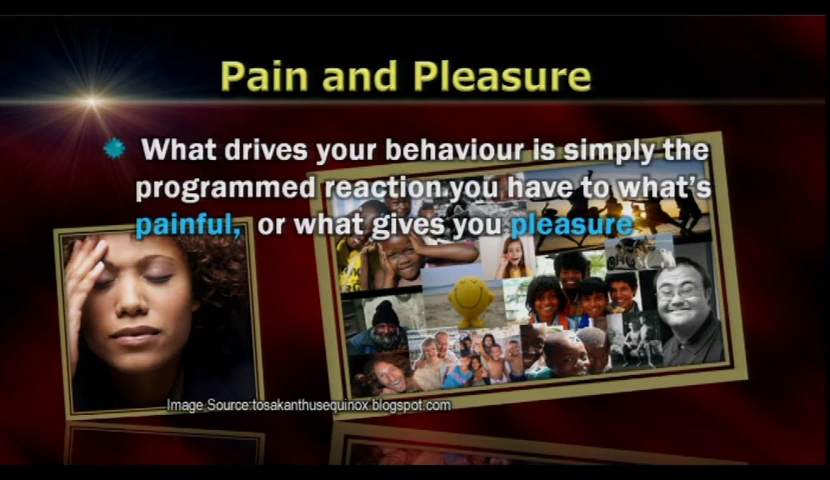 Pain and Pleasure
What drives your behaviour is simply the
programmed reaction you have to what's
painful, or what gives you pleasure
Image Source:tosakanthusequinox.blogspot.com